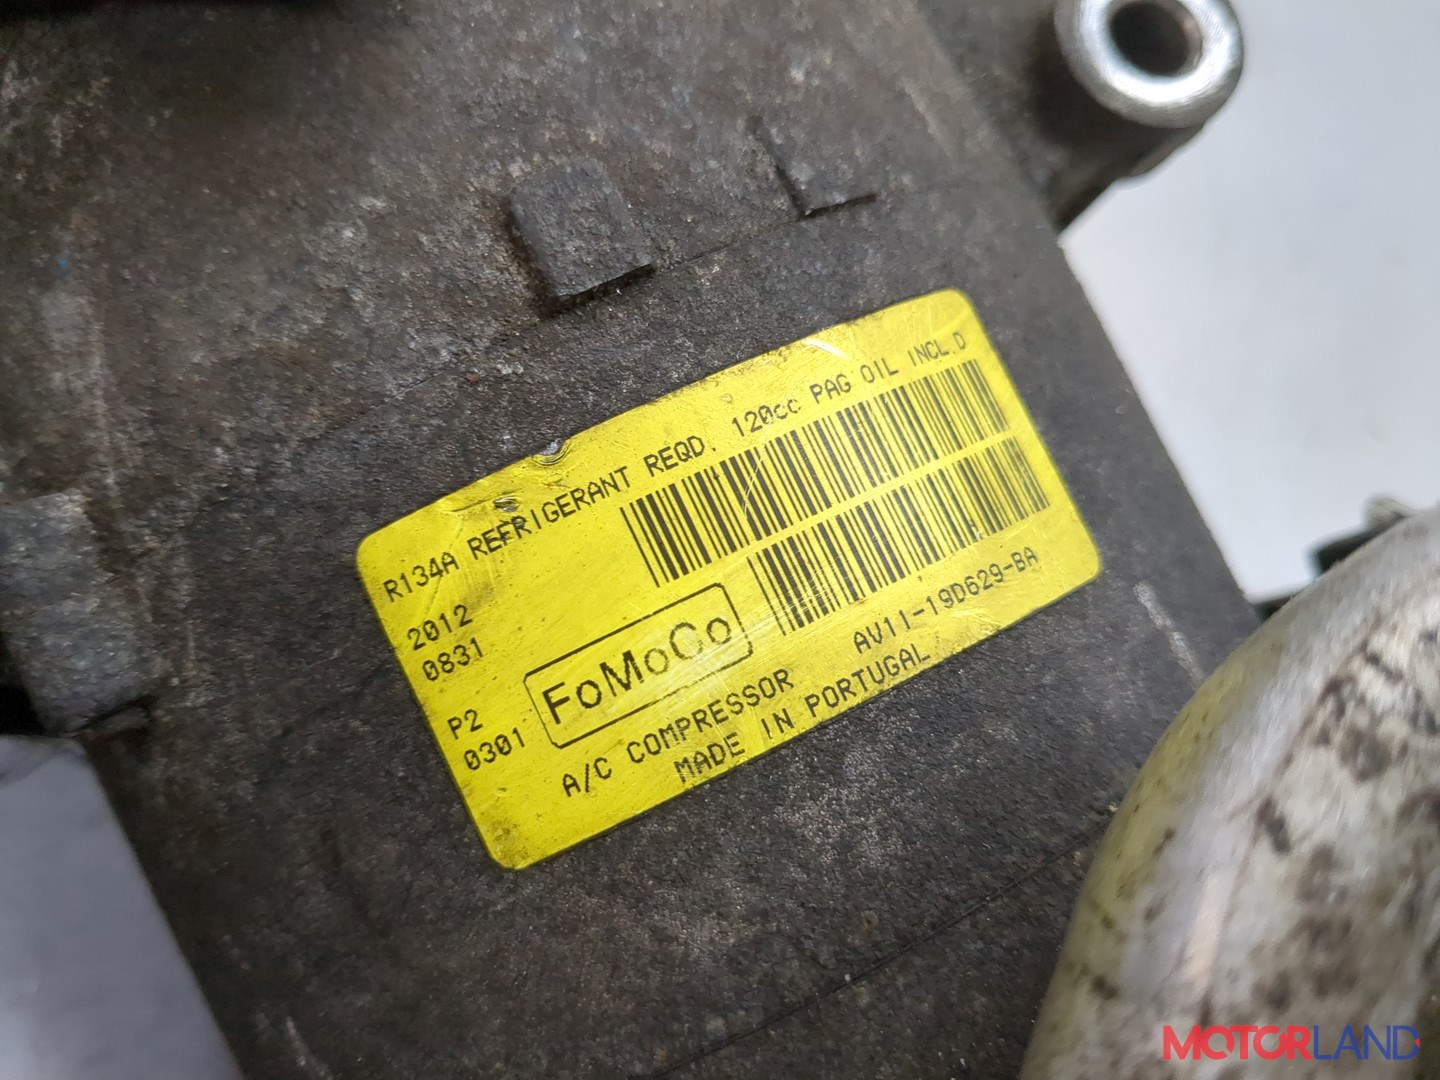 R134A REFRIGERANT REQD. 120cc PAG OIL INCL.D
2012
0831
P2
0301
FoMoCo
A/C COMPRESSOR AV11-19D629-BA
MADE IN PORTUGAL
MOTORLAND